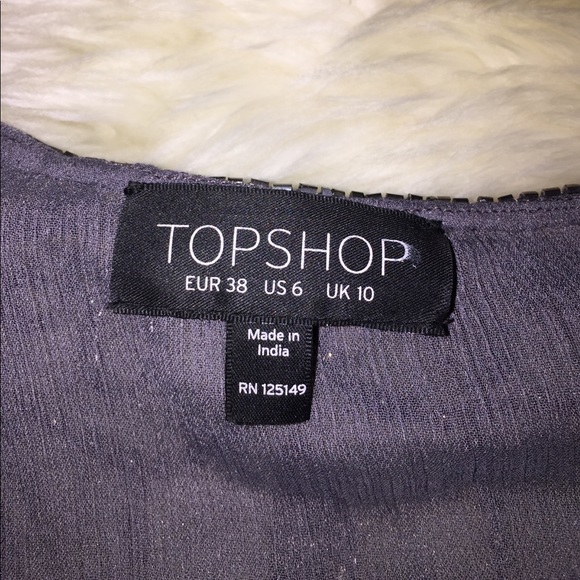 TOPSHOP
EUR 38 US 6 UK 10
Made in
India
RN 125149